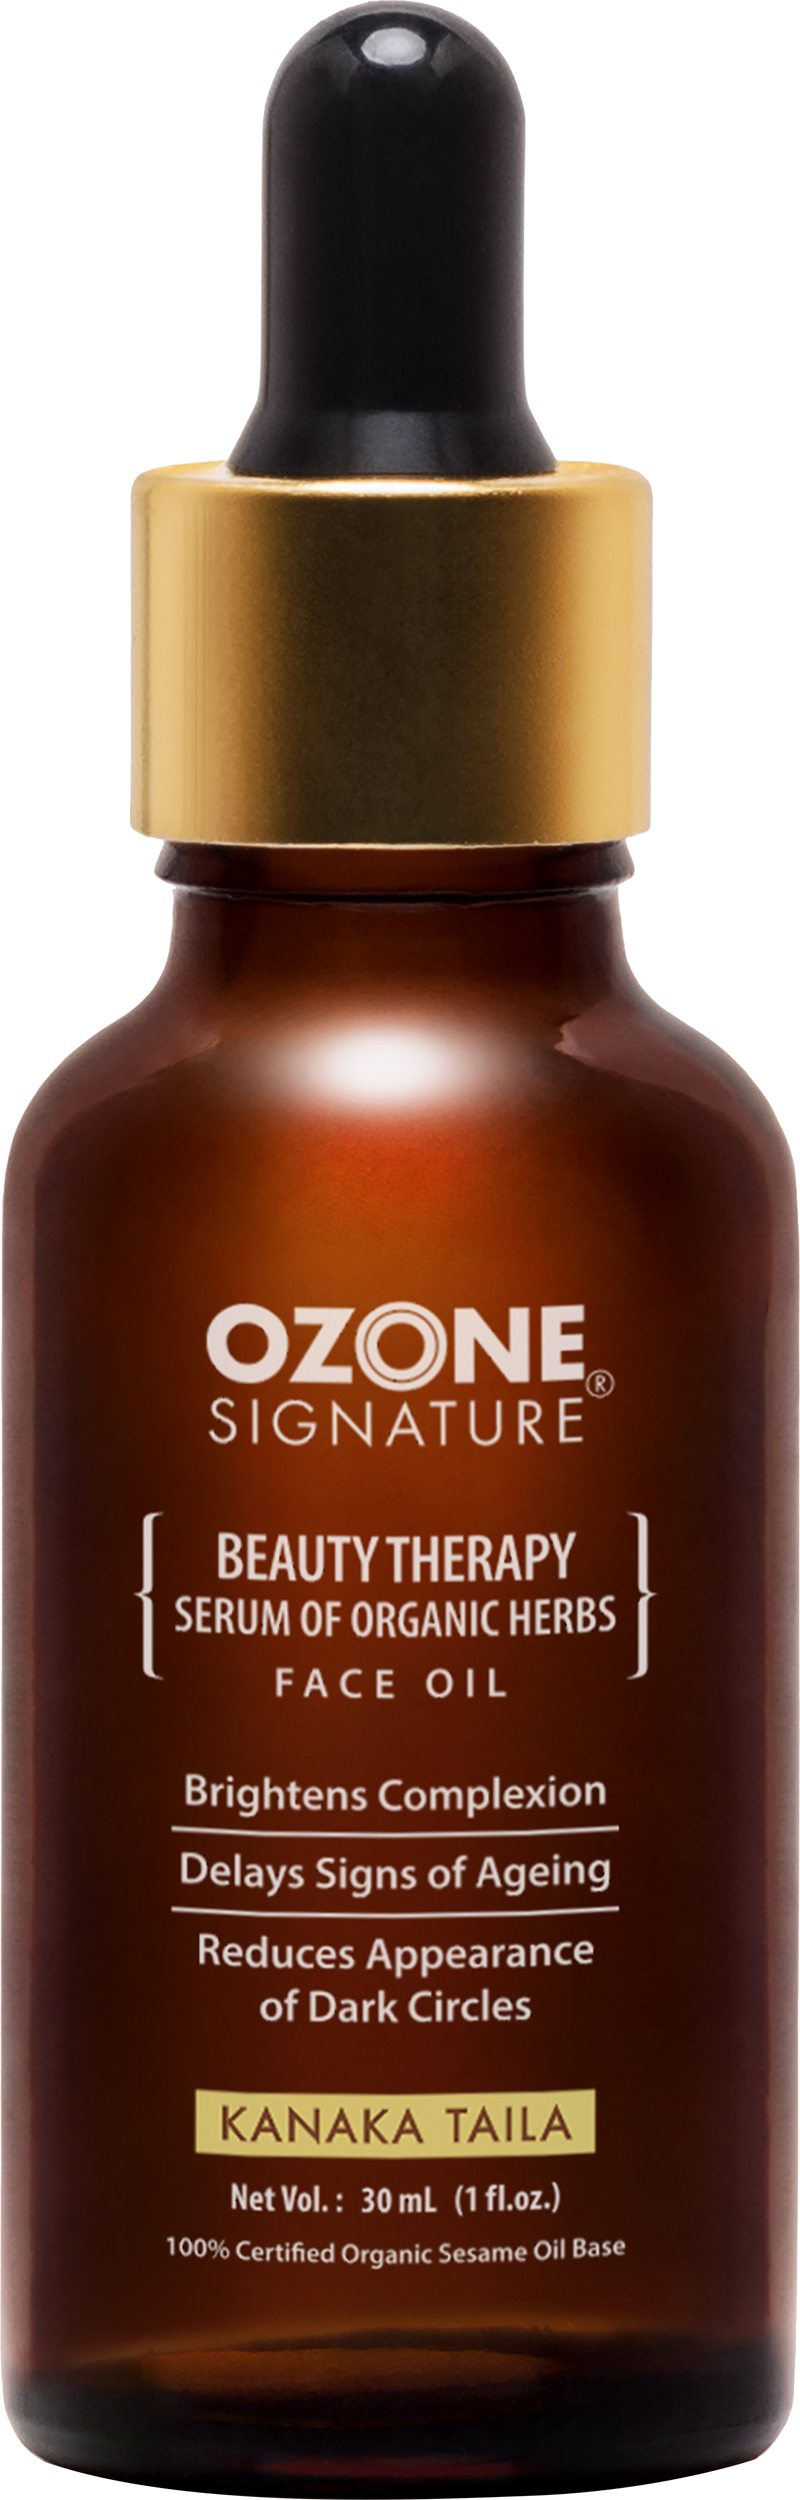 OZONE
SIGNATURE®
BEAUTY THERAPY
SERUM OF ORGANIC HERBS
FACE OIL
Brightens Complexion
Delays Signs of Ageing
Reduces Appearance
of Dark Circles
KANAKA TAILA
Net Vol. : 30 mL (1 fl.oz.)
100% Certified Organic Sesame Oil Base